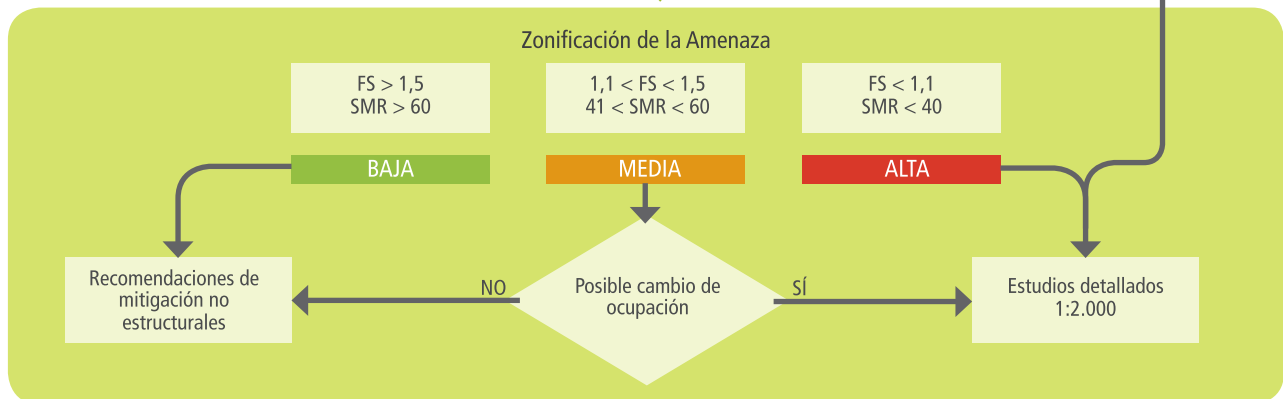 Zonificación de la Amenaza
FS > 1,5
SMR > 60
1,1 < FS < 1,5
41 < SMR < 60
FS < 1,1
SMR < 40
BAJA
MEDIA
ALTA
Recomendaciones de
mitigación no
estructurales
NO
Posible cambio de
ocupación
SÍ
Estudios detallados
1:2.000